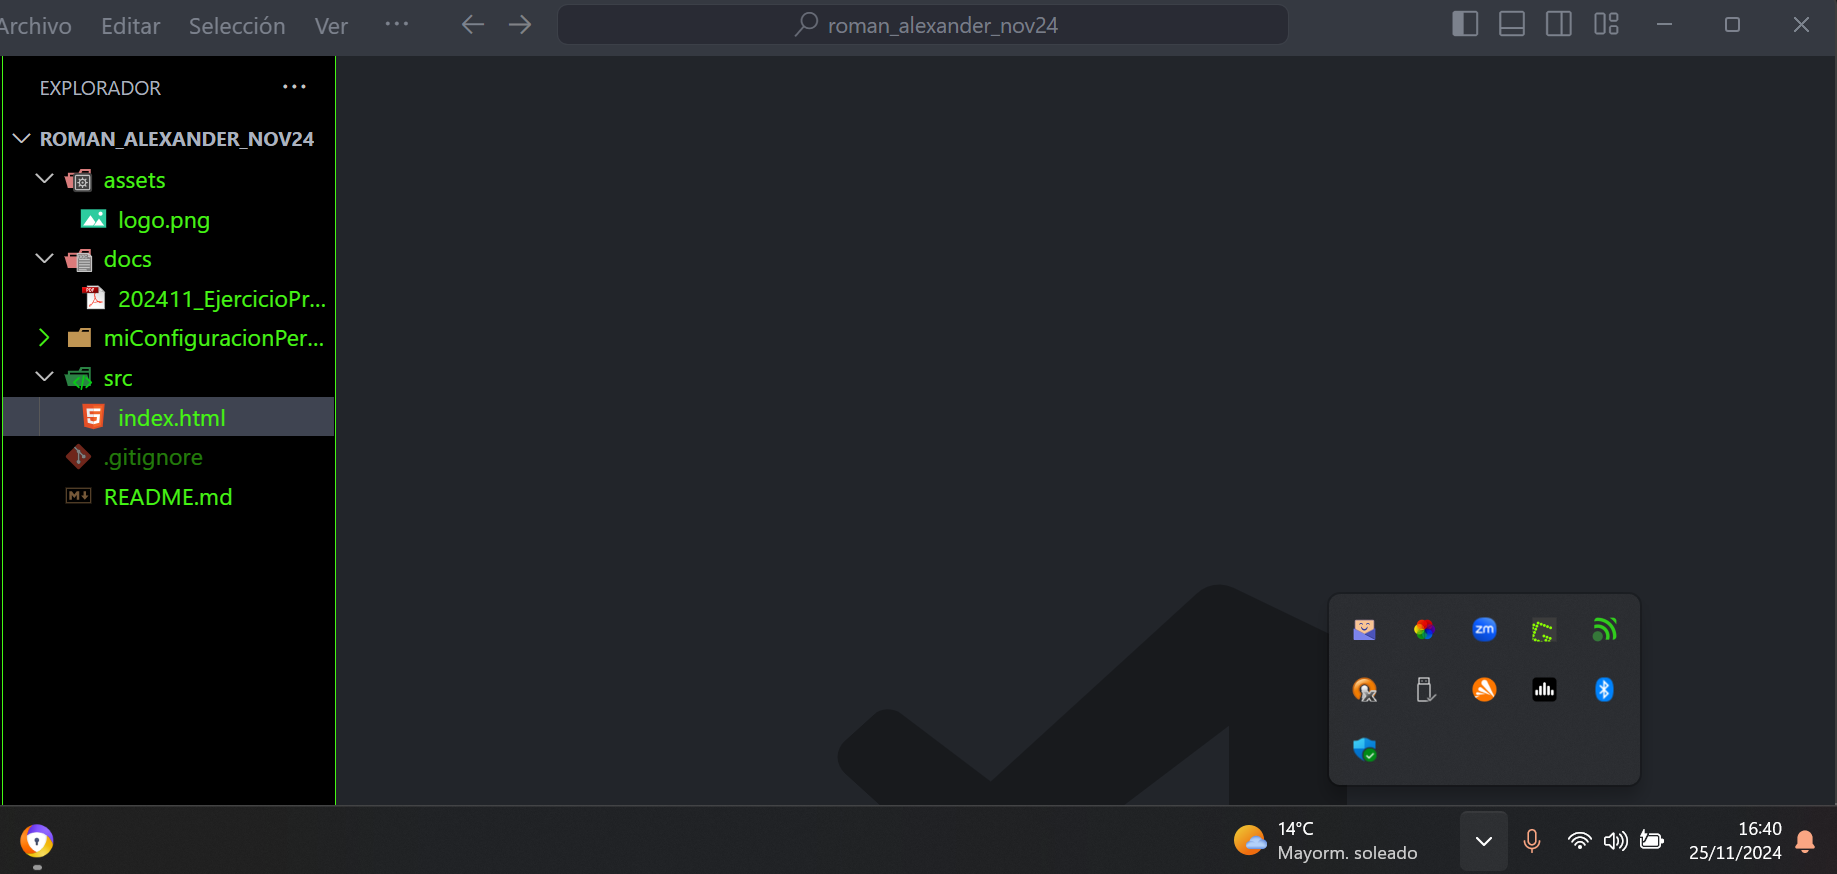 Archivo Editar Selección Ver ···
roman_alexander_nov24
EXPLORADOR ···
ROMAN_ALEXANDER_NOV24
assets
logo.png
docs
202411_EjercicioPr...
miConfiguracionPer...
src
index.html
.gitignore
README.md
zm
14°C
Mayorm. soleado
16:40
25/11/2024